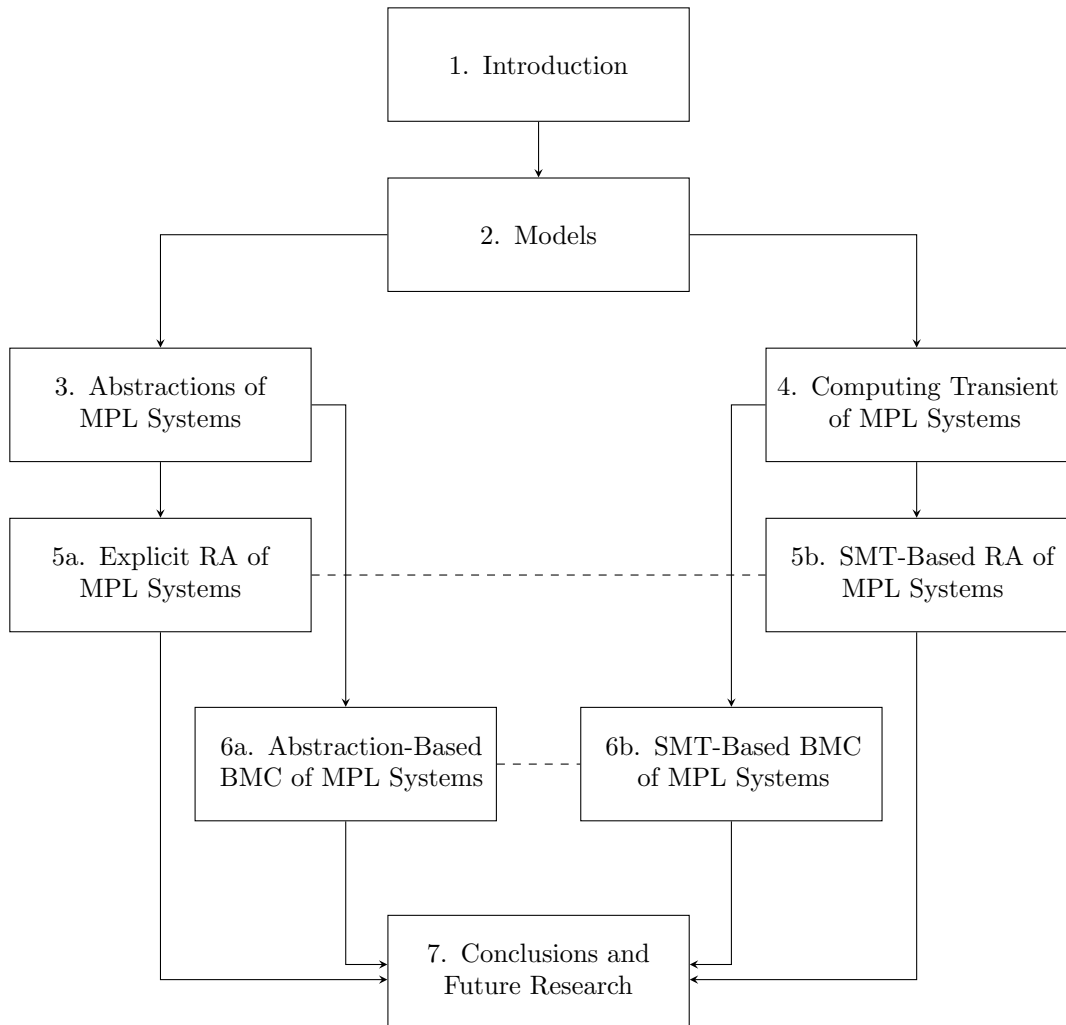 1. Introduction
2. Models
3. Abstractions of
MPL Systems
4. Computing Transient
of MPL Systems
5a. Explicit RA of
MPL Systems
5b. SMT-Based RA of
MPL Systems
6a. Abstraction-Based
BMC of MPL Systems
6b. SMT-Based BMC
of MPL Systems
7. Conclusions and
Future Research